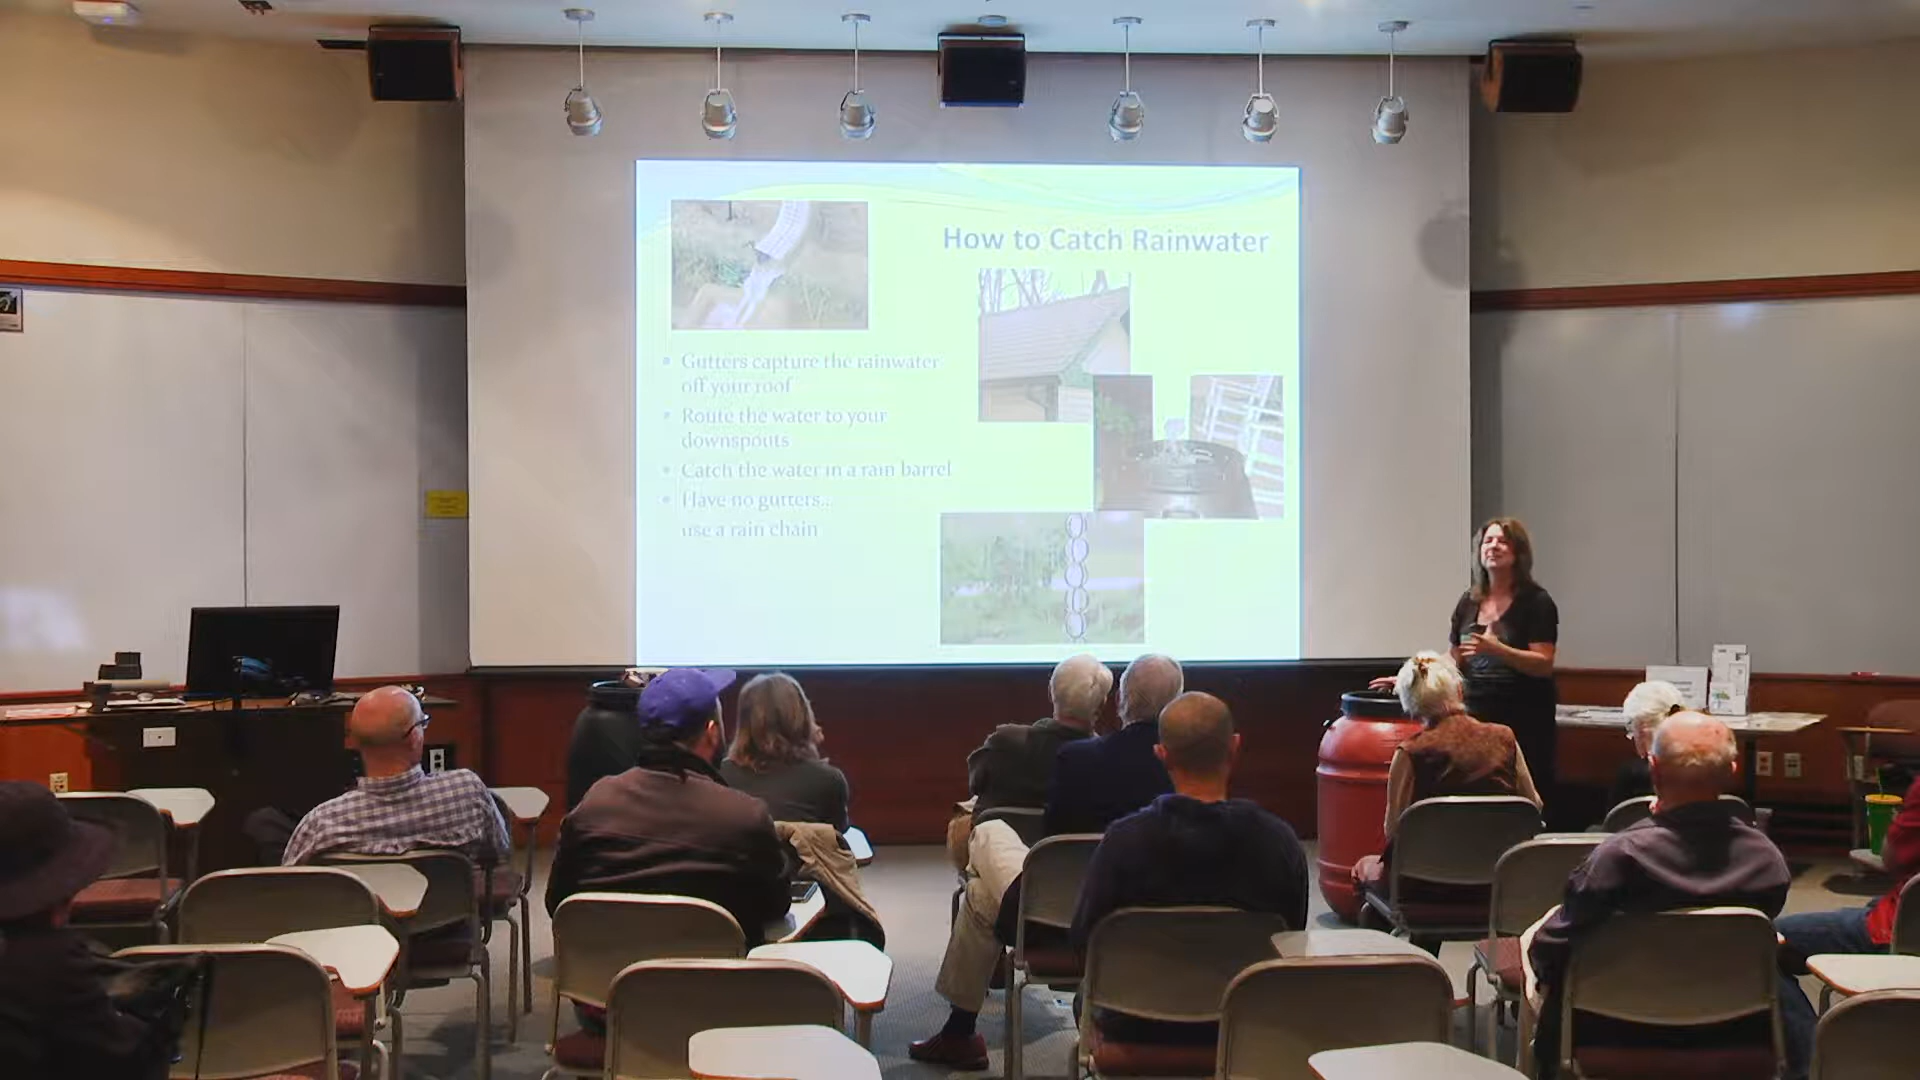 How to Catch Rainwater
Gutters capture the rainwater
off your roof
Route the water to your
downspouts
Catch the water in a rain barrel
Have no gutters...
use a rain chain